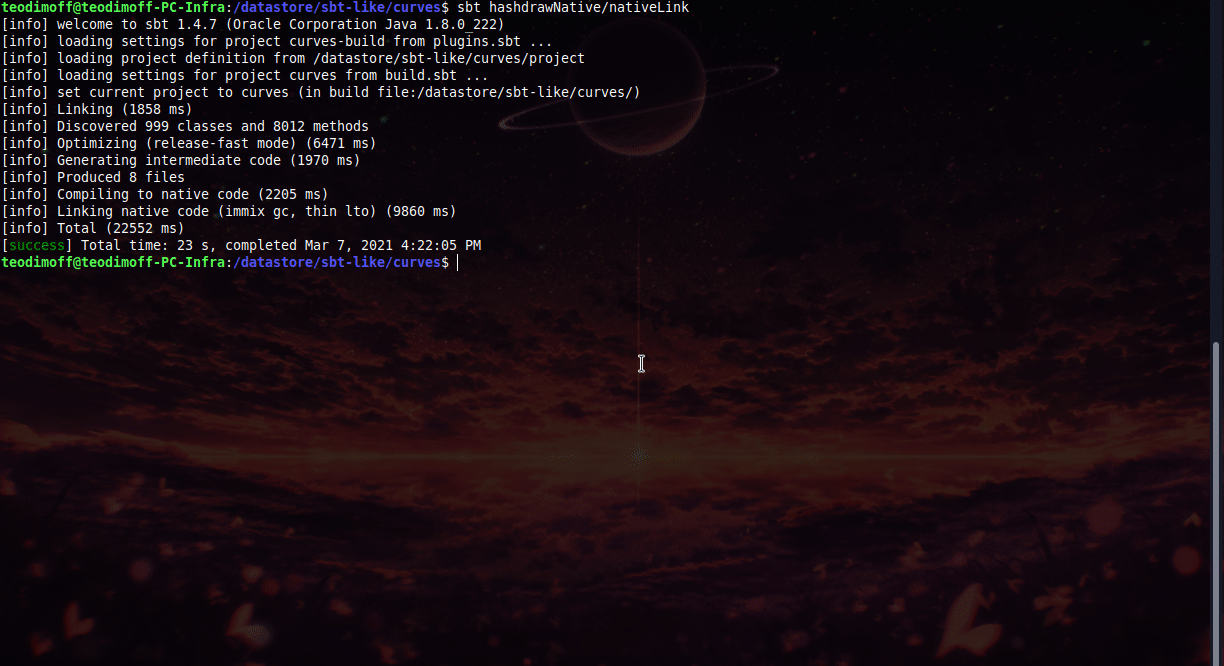 teodimoff@teodimoff-PC-Infra:/datastore/sbt-like/curves$ sbt hashdrawNative/nativeLink
[info] welcome to sbt 1.4.7 (Oracle Corporation Java 1.8.0_222)
[info] loading settings for project curves-build from plugins.sbt ...
[info] loading project definition from /datastore/sbt-like/curves/project
[info] loading settings for project curves from build.sbt ...
[info] set current project to curves (in build file:/datastore/sbt-like/curves/)
[info] Linking (1858 ms)
[info] Discovered 999 classes and 8012 methods
[info] Optimizing (release-fast mode) (6471 ms)
[info] Generating intermediate code (1970 ms)
[info] Produced 8 files
[info] Compiling to native code (2205 ms)
[info] Linking native code (immix gc, thin lto) (9860 ms)
[info] Total (22552 ms)
[success] Total time: 23 s, completed Mar 7, 2021 4:22:05 PM
teodimoff@teodimoff-PC-Infra:/datastore/sbt-like/curves$